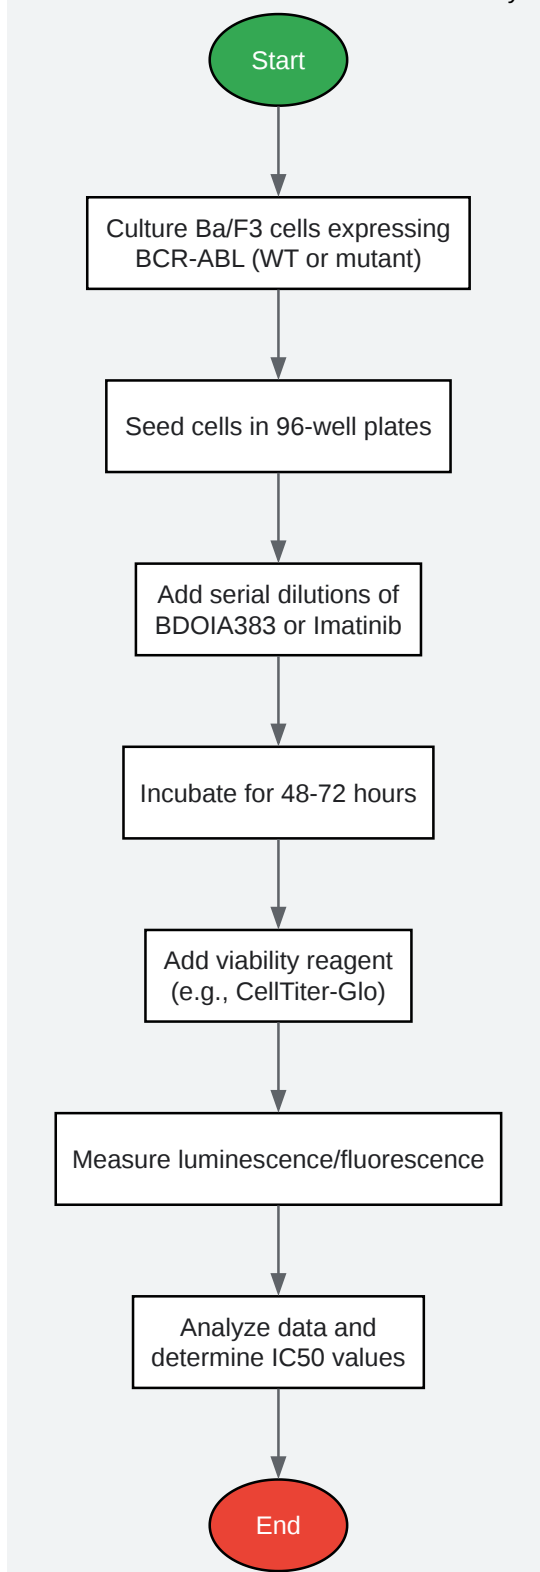 Start
Culture Ba/F3 cells expressing
BCR-ABL (WT or mutant)
Seed cells in 96-well plates
Add serial dilutions of
BDOIA383 or Imatinib
Incubate for 48-72 hours
Add viability reagent
(e.g., CellTiter-Glo)
Measure luminescence/fluorescence
Analyze data and
determine IC50 values
End